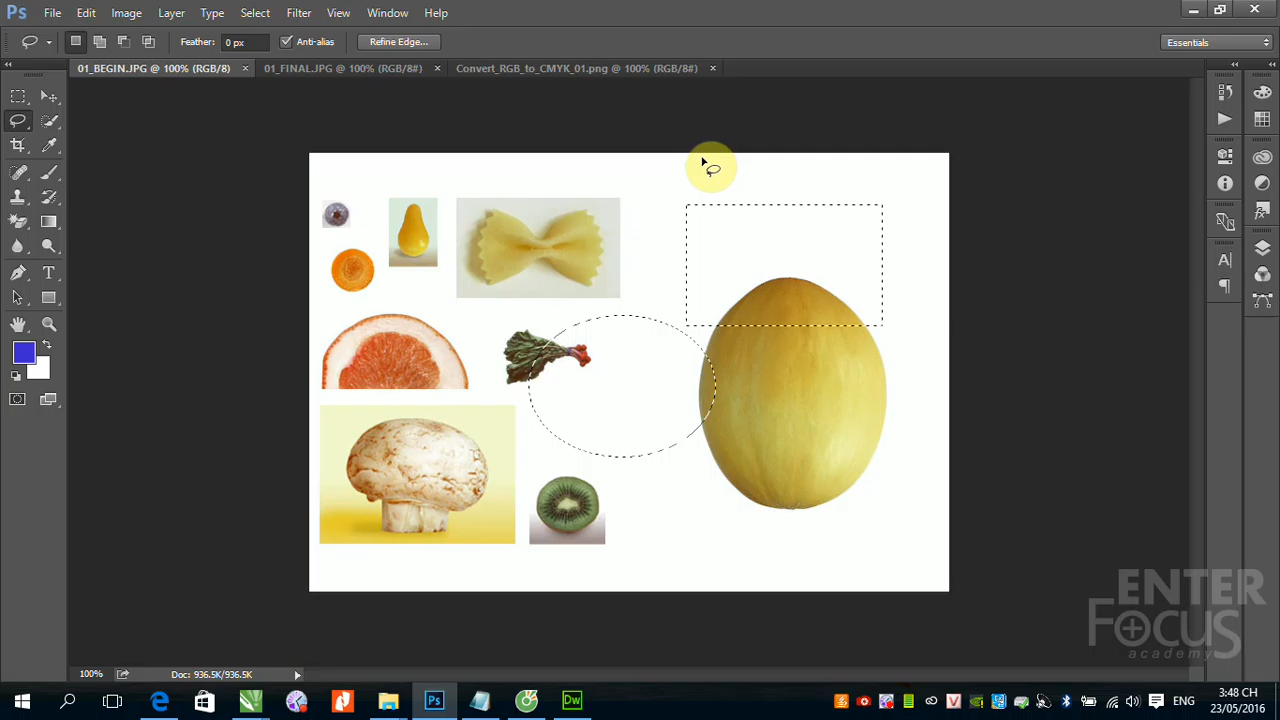 Ps File Edit Image Layer Type Select Filter View Window Help
Feather: 0 px Anti-alias Refine Edge... Essentials
01_BEGIN.JPG @ 100% (RGB/8) × 01_FINAL.JPG @ 100% (RGB/8#) × Convert_RGB_to_CMYK_01.png @ 100% (RGB/8#) ×
ENTER
FOCUS
academy
100% Doc: 936.5K/936.5K
Ps Dw ENG 3:48 CH
23/05/2016